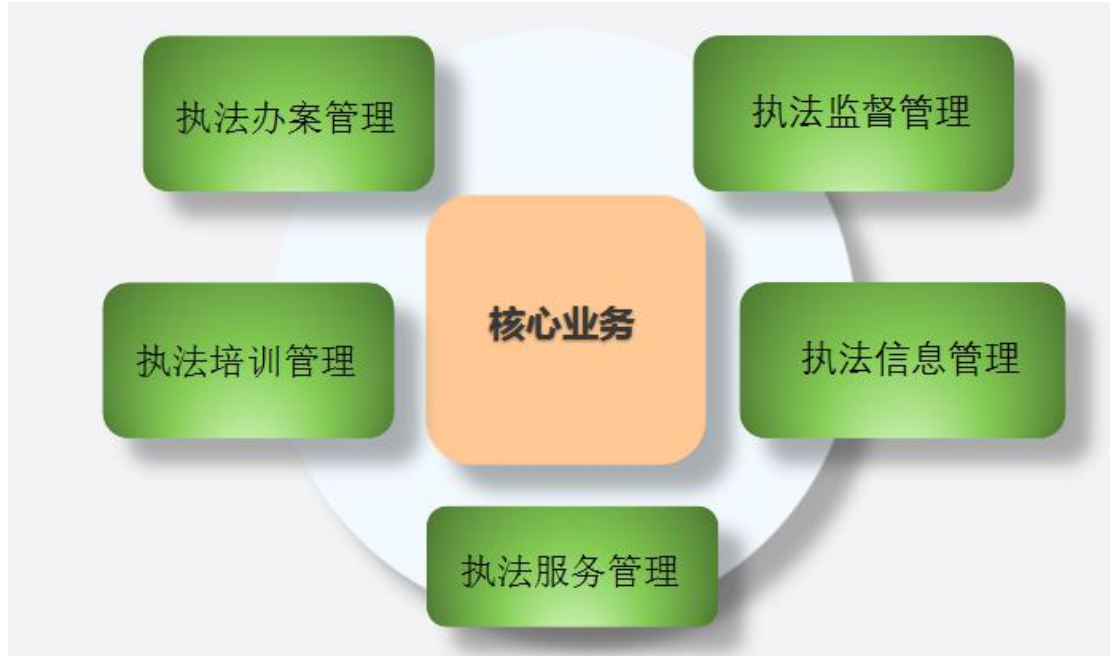 执法办案管理
执法监督管理
核心业务
执法培训管理
执法信息管理
执法服务管理